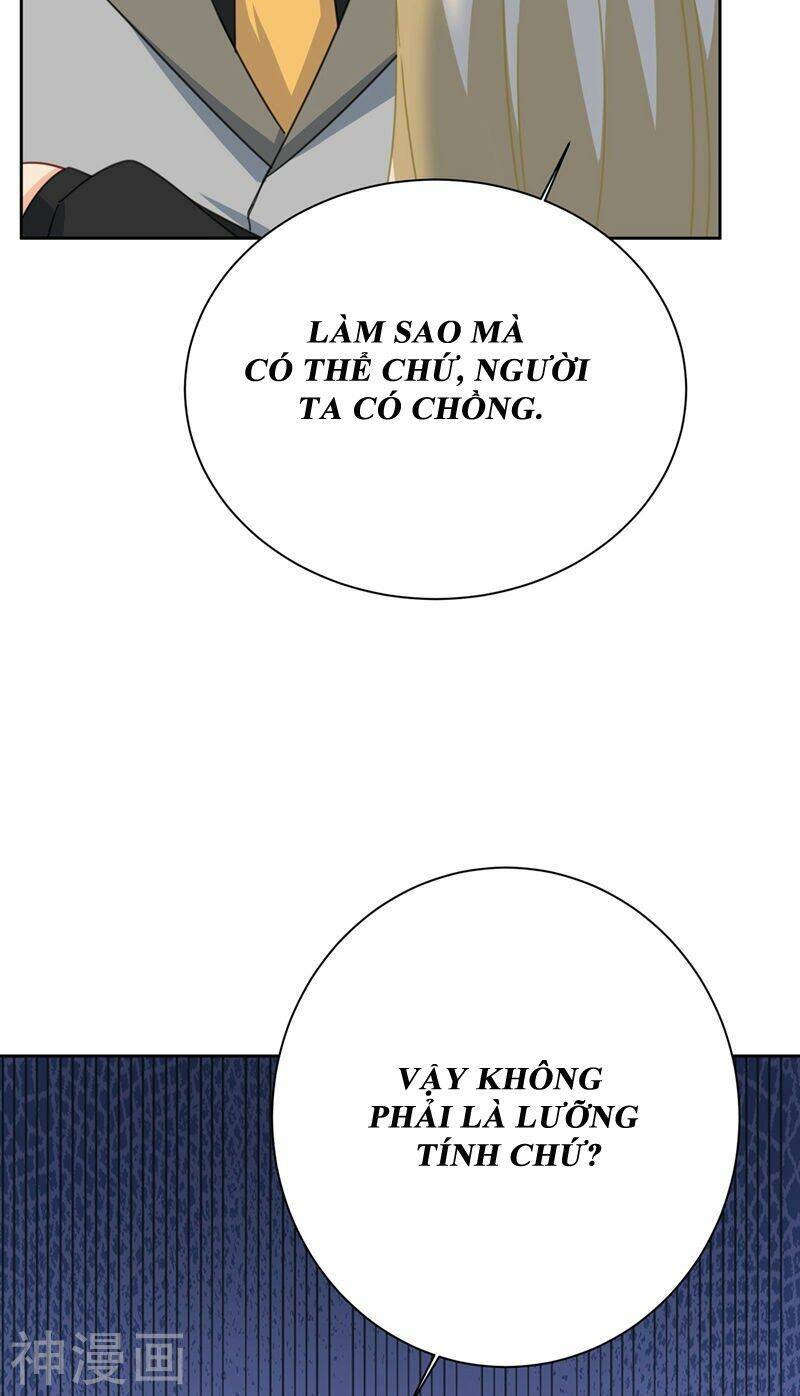 LÀM SAO MÀ
CÓ THỂ CHỨ, NGƯỜI
TA CÓ CHỒNG.
VẬY KHÔNG
PHẢI LÀ LƯỠNG
TÍNH CHỨ?
神漫画